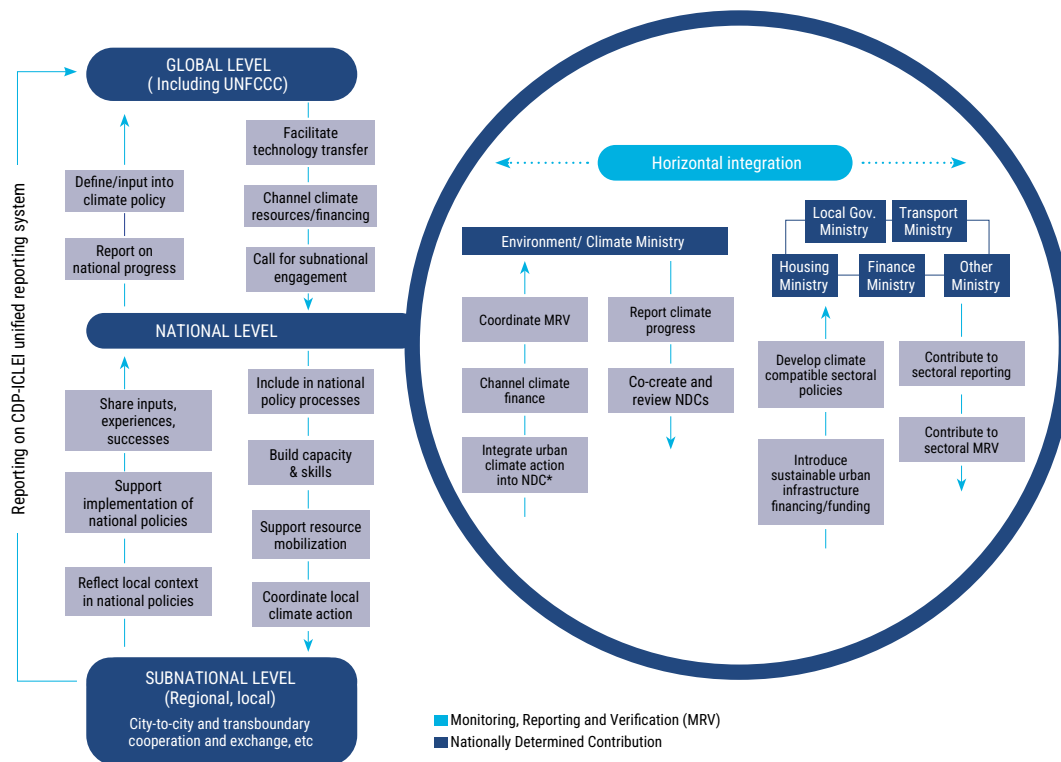 Reporting on CDP-ICLEI unified reporting system
GLOBAL LEVEL
( Including UNFCCC)
Define/input into
climate policy
Report on
national progress
Facilitate
technology transfer
Channel climate
resources/financing
Call for subnational
engagement
NATIONAL LEVEL
Share inputs,
experiences,
successes
Support
implementation of
national policies
Reflect local context
in national policies
Include in national
policy processes
Build capacity
& skills
Support resource
mobilization
Coordinate local
climate action
SUBNATIONAL LEVEL
(Regional, local)
City-to-city and transboundary
cooperation and exchange, etc
Horizontal integration
Environment/ Climate Ministry
Coordinate MRV
Channel climate
finance
Integrate urban
climate action
into NDC*
Report climate
progress
Co-create and
review NDCs
Local Gov.
Ministry
Transport
Ministry
Housing
Ministry
Finance
Ministry
Other
Ministry
Develop climate
compatible sectoral
policies
Introduce
sustainable urban
infrastructure
financing/funding
Contribute to
sectoral reporting
Contribute to
sectoral MRV
Monitoring, Reporting and Verification (MRV)
Nationally Determined Contribution